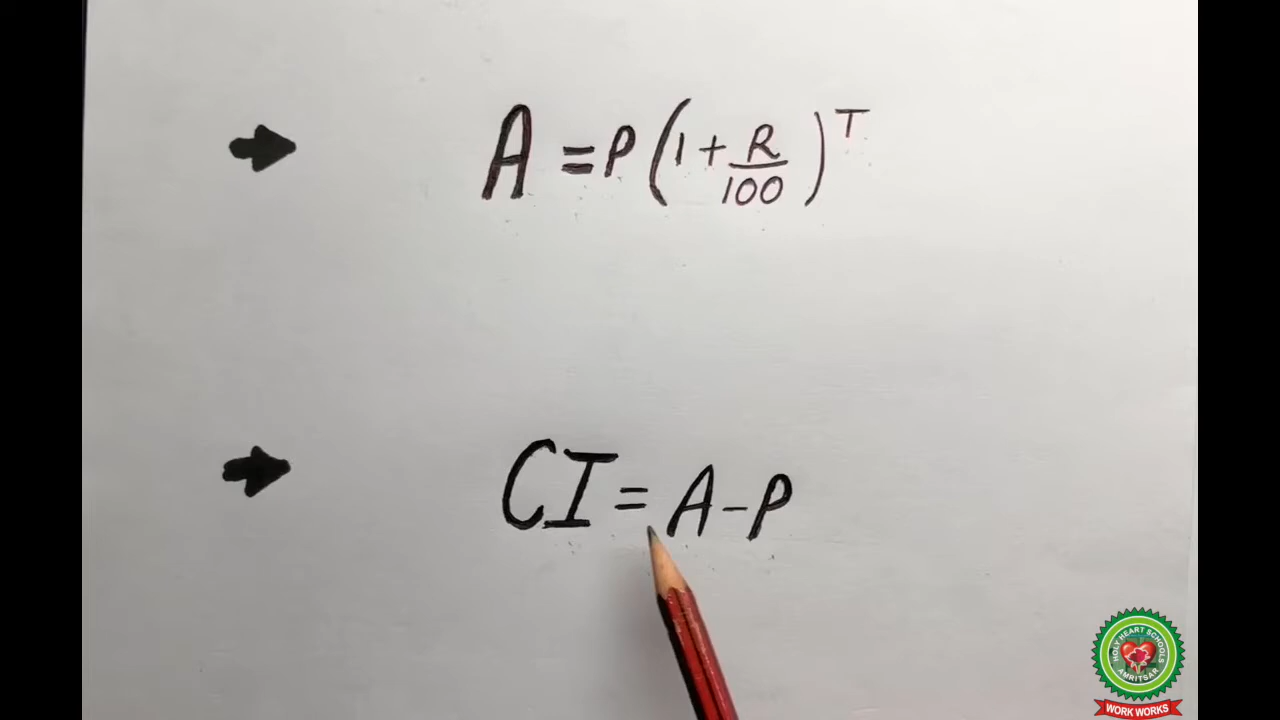 A = P(1 + R/100)^T
CI = A - P
HOLY HEART SCHOOLS
AMRITSAR
WORK WORKS